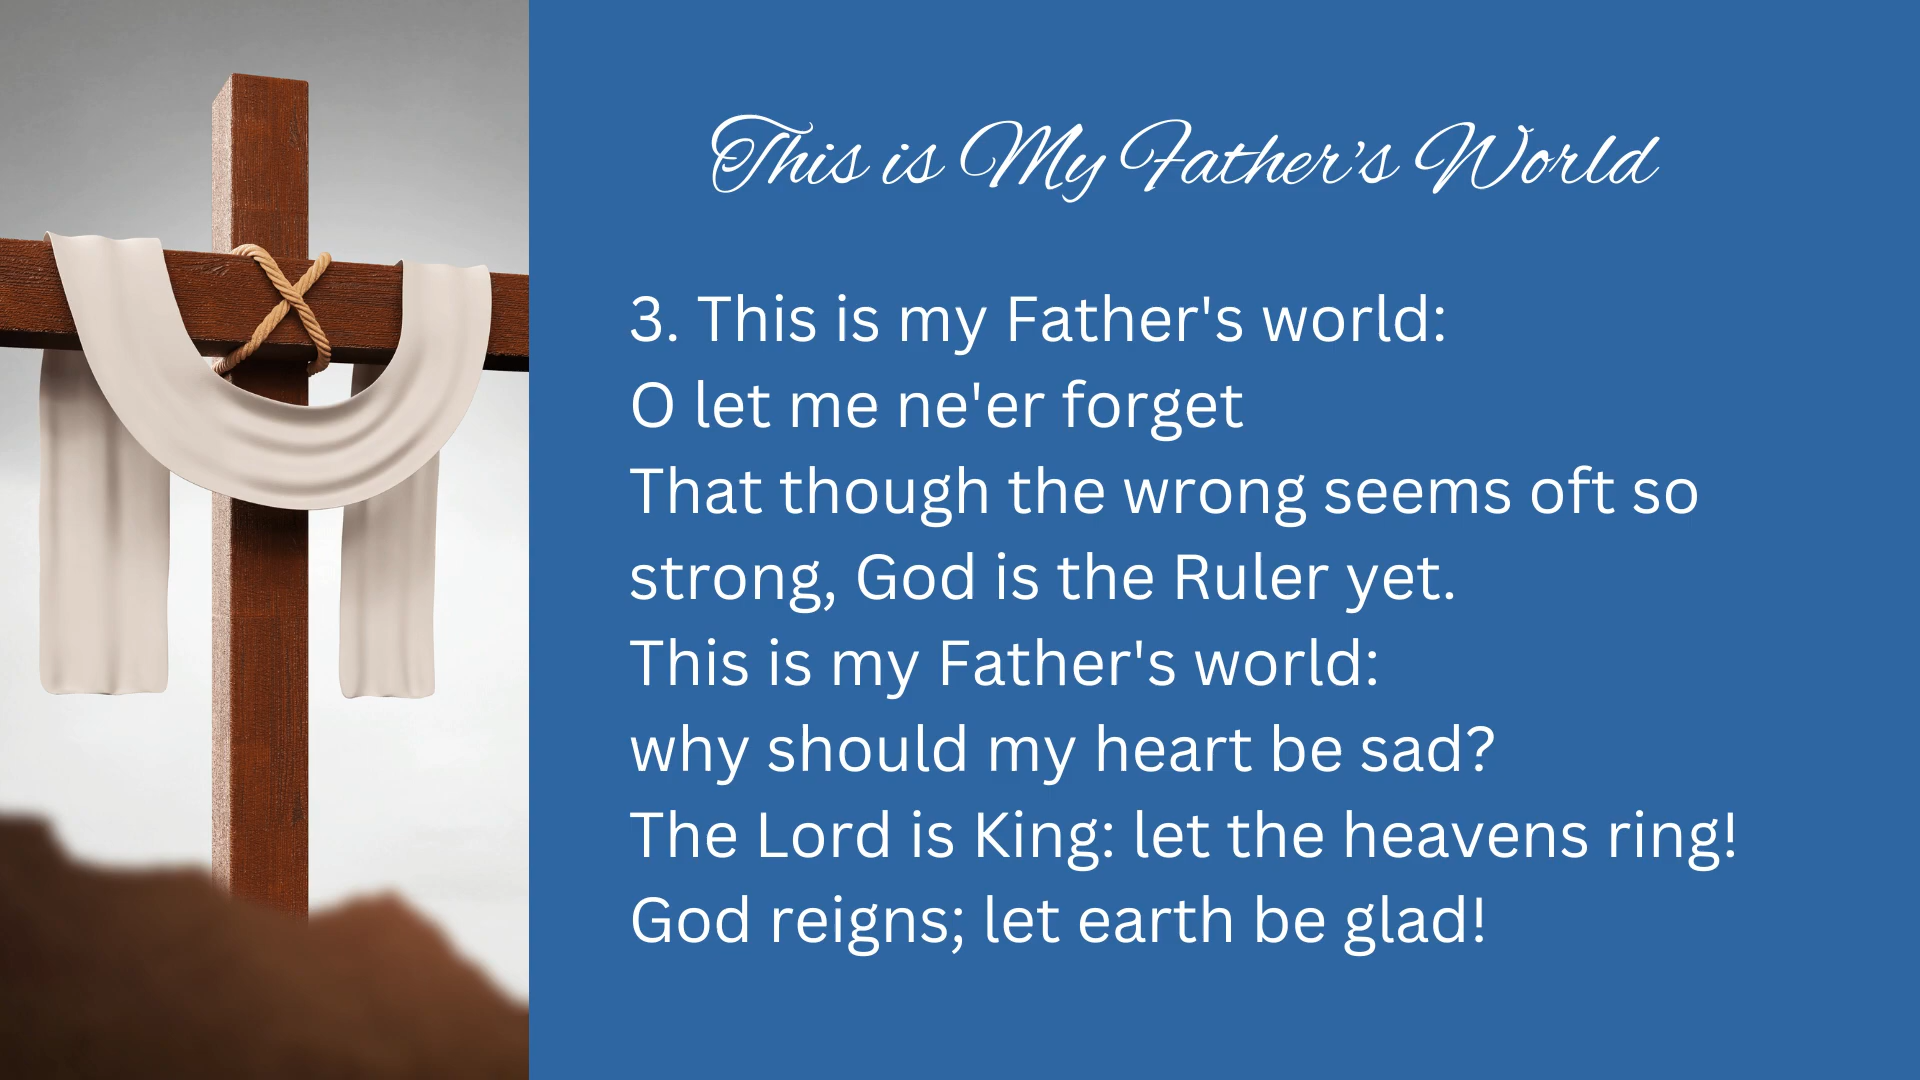 This is My Father's World
3. This is my Father's world:
O let me ne'er forget
That though the wrong seems oft so
strong, God is the Ruler yet.
This is my Father's world:
why should my heart be sad?
The Lord is King: let the heavens ring!
God reigns; let earth be glad!